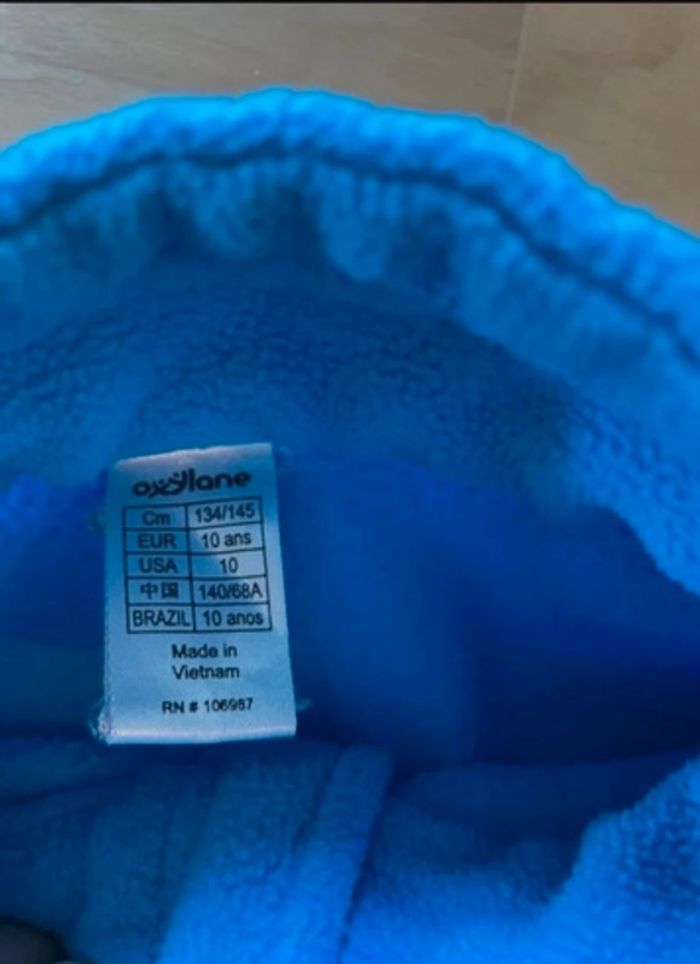 oxylane
Cm 134/145
EUR 10 ans
USA 10
中国 140/68A
BRAZIL 10 anos
Made in
Vietnam
RN # 106987